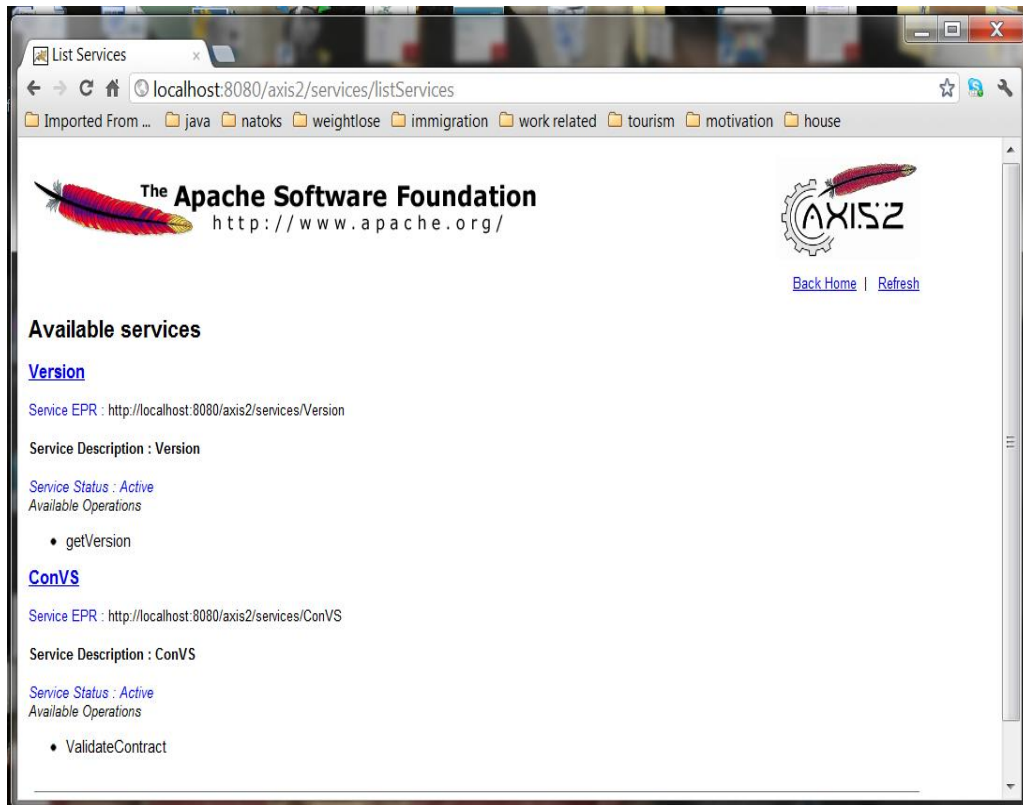 List Services
localhost:8080/axis2/services/listServices
Imported From ... java natoks weightlose immigration work related tourism motivation house
The Apache Software Foundation
http://www.apache.org/
AXIS2
Back Home | Refresh
Available services
Version
Service EPR : http://localhost:8080/axis2/services/Version
Service Description : Version
Service Status : Active
Available Operations
• getVersion
ConVS
Service EPR : http://localhost:8080/axis2/services/ConVS
Service Description : ConVS
Service Status : Active
Available Operations
• ValidateContract